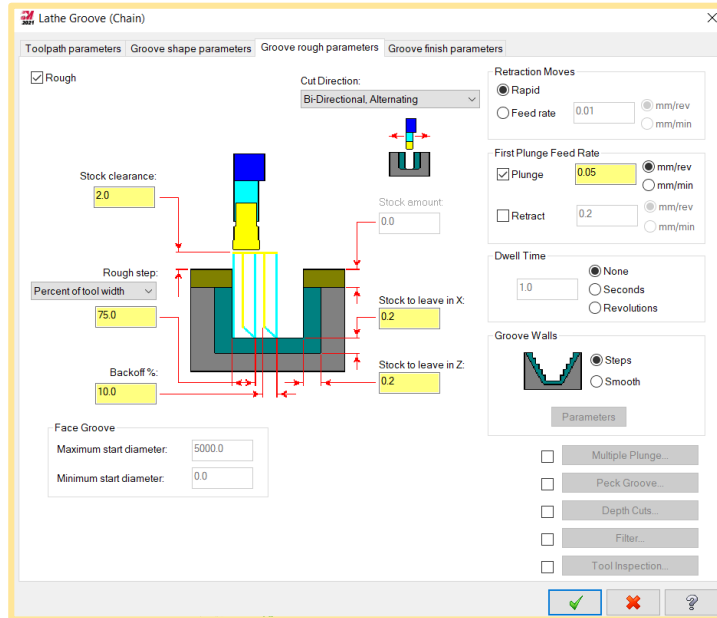 2021 Lathe Groove (Chain)
Toolpath parameters Groove shape parameters Groove rough parameters Groove finish parameters
Rough
Cut Direction:
Bi-Directional, Alternating
Stock clearance:
2.0
Stock amount:
0.0
Rough step:
Percent of tool width
75.0
Stock to leave in X:
0.2
Backoff %:
10.0
Stock to leave in Z:
0.2
Face Groove
Maximum start diameter: 5000.0
Minimum start diameter: 0.0
Retraction Moves
Rapid
Feed rate 0.01 mm/rev
mm/min
First Plunge Feed Rate
Plunge 0.05 mm/rev
mm/min
Retract 0.2 mm/rev
mm/min
Dwell Time
None
1.0 Seconds
Revolutions
Groove Walls
Steps
Smooth
Parameters
Multiple Plunge...
Peck Groove...
Depth Cuts...
Filter...
Tool Inspection...